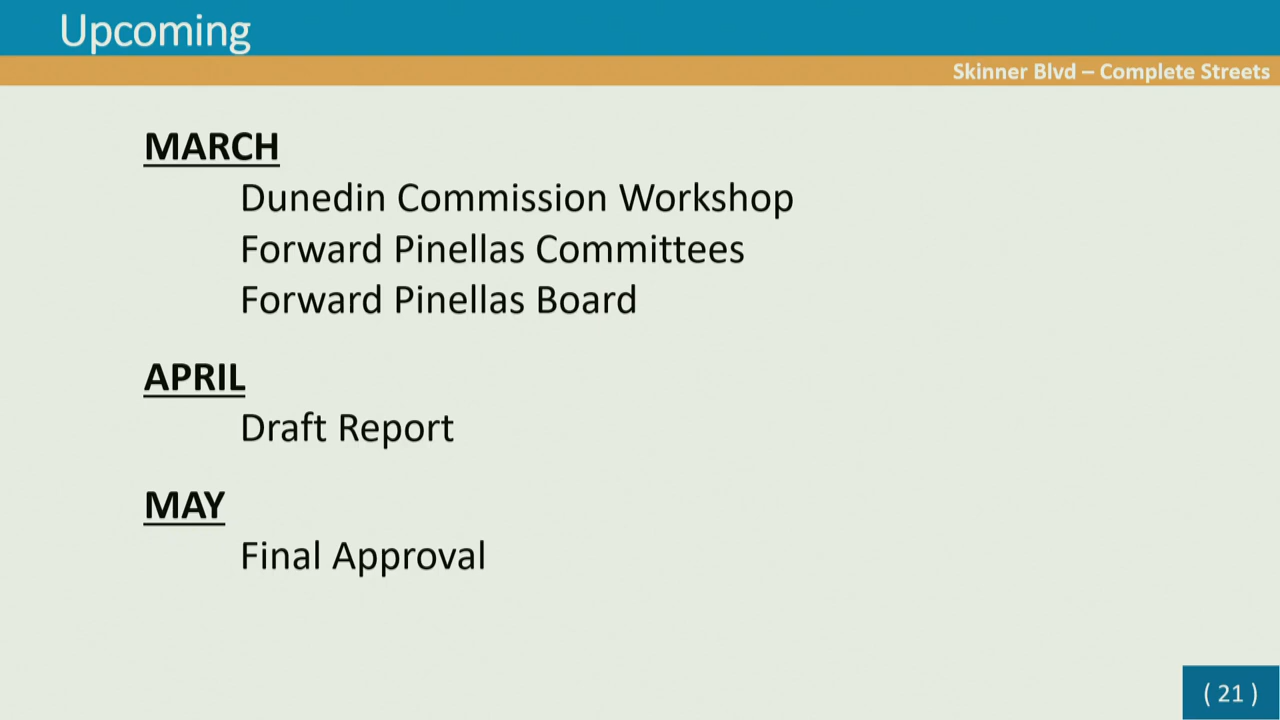 Upcoming
Skinner Blvd – Complete Streets
MARCH
Dunedin Commission Workshop
Forward Pinellas Committees
Forward Pinellas Board
APRIL
Draft Report
MAY
Final Approval
( 21 )